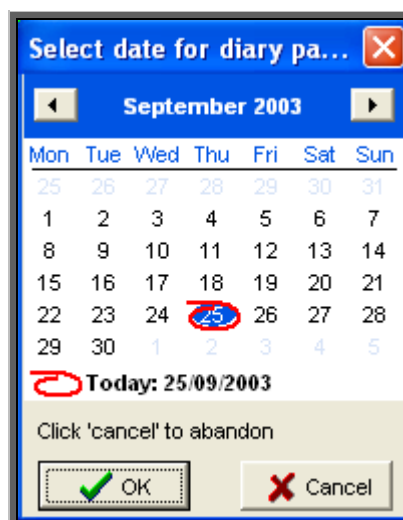 Select date for diary pa...
September 2003
Mon Tue Wed Thu Fri Sat Sun
25 26 27 28 29 30 31
1 2 3 4 5 6 7
8 9 10 11 12 13 14
15 16 17 18 19 20 21
22 23 24 25 26 27 28
29 30 1 2 3 4 5
Today: 25/09/2003
Click 'cancel' to abandon
OK Cancel